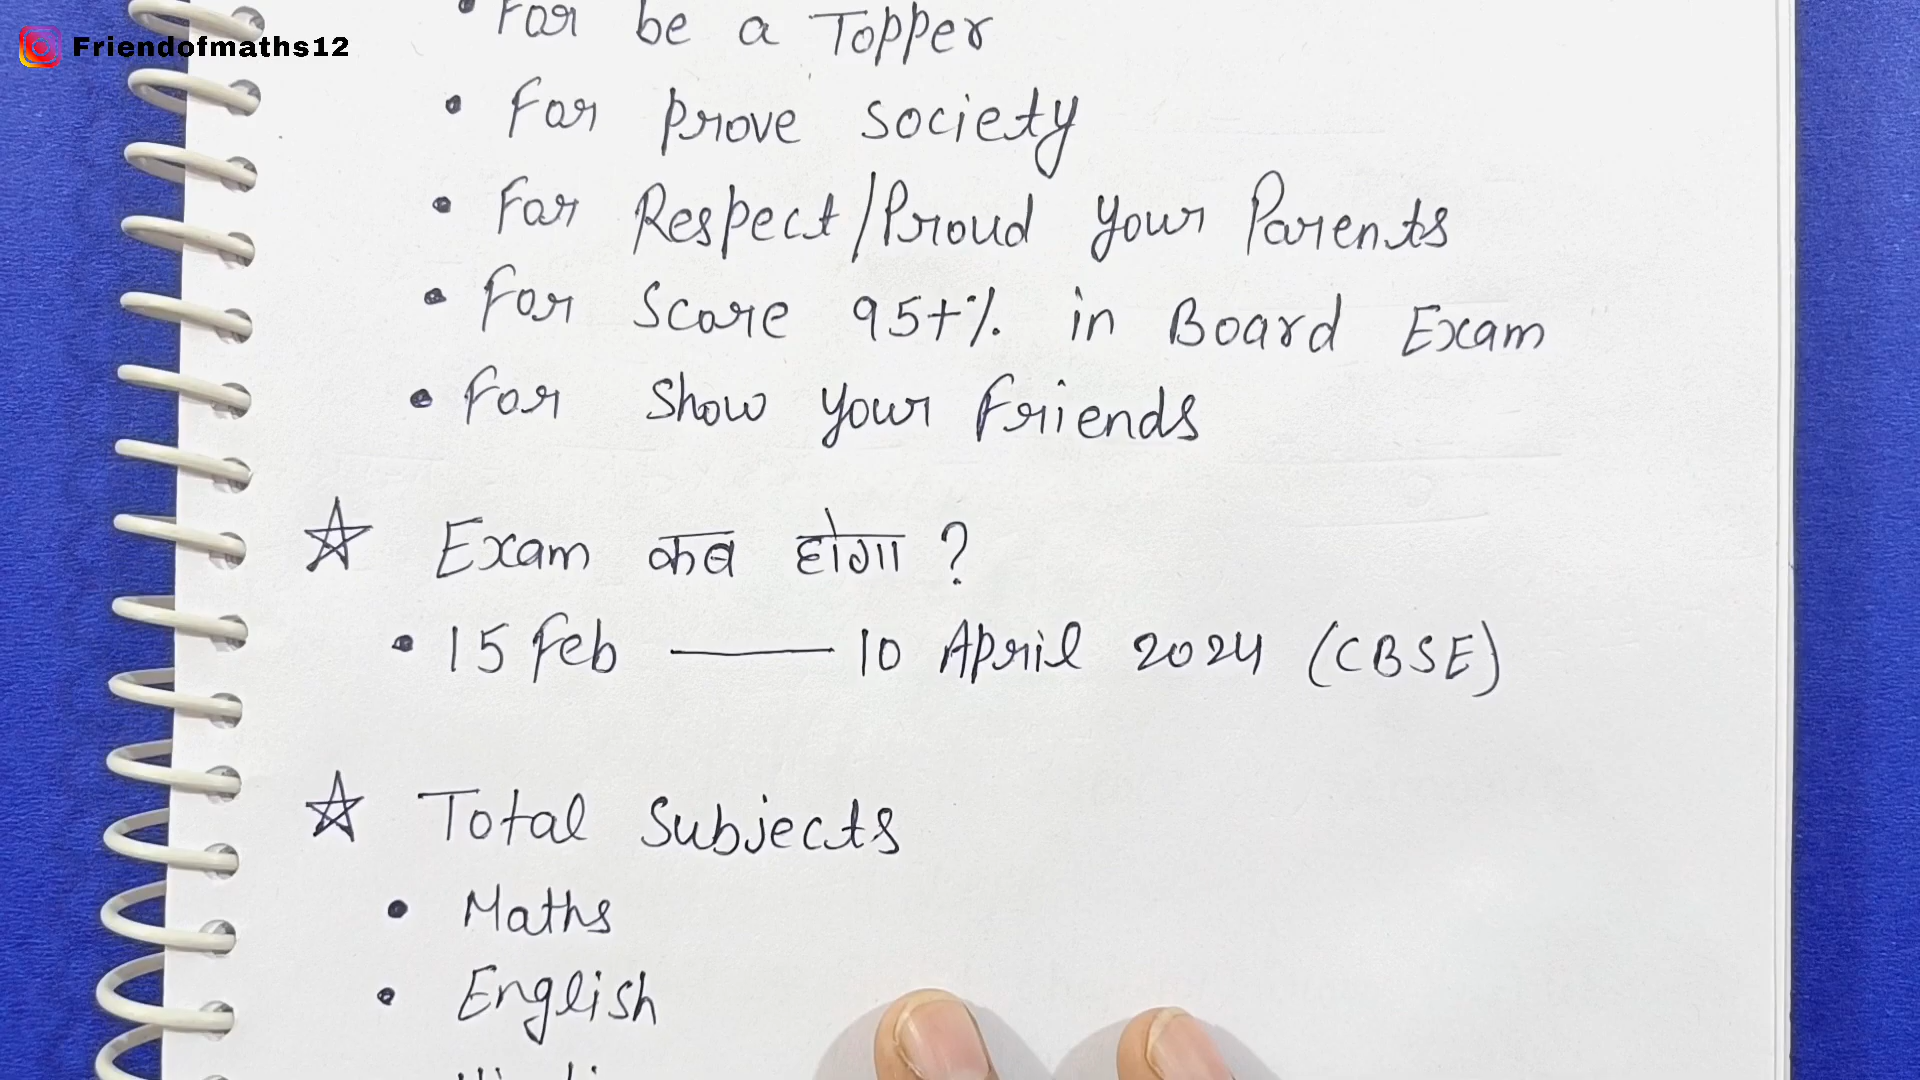 Friendofmaths12
• For be a Topper
• For prove society
• For Respect/Proud your Parents
• For Score 95+% in Board Exam
• For show your Friends
☆ Exam कब होगा ?
• 15 Feb —— 10 April 2024 (CBSE)
☆ Total Subjects
• Maths
• English